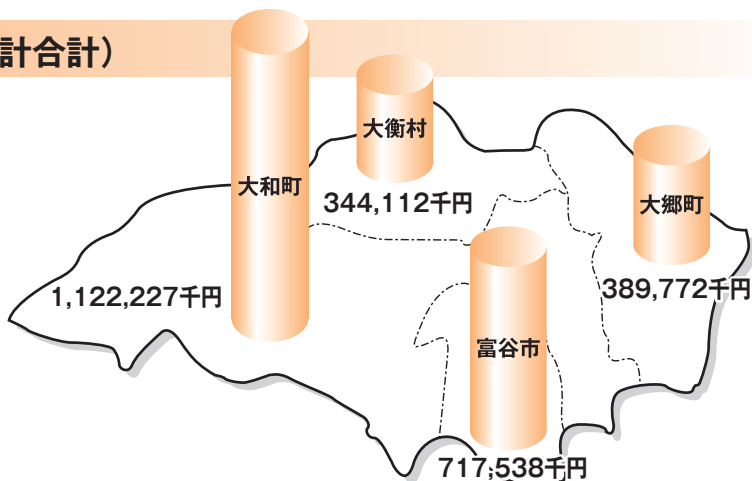 計合計）
大衡村
344,112千円
大和町
1,122,227千円
大郷町
389,772千円
富谷市
717,538千円